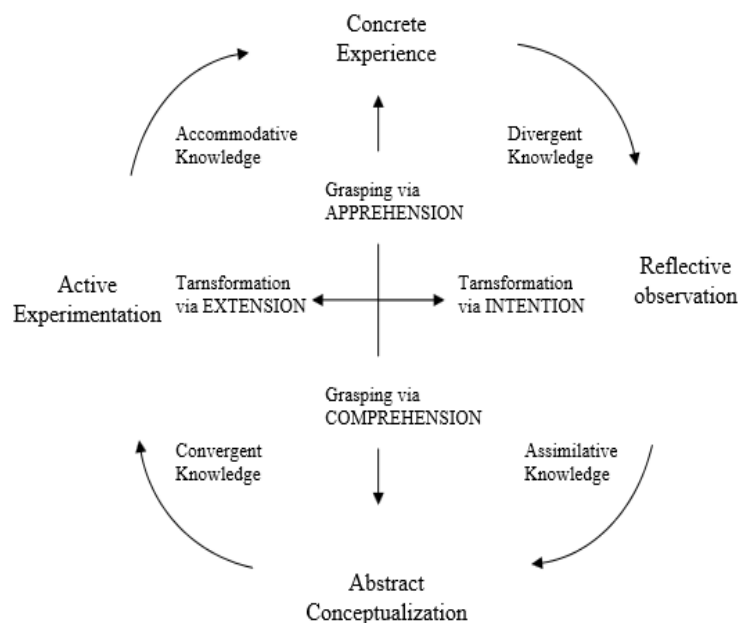 Concrete
Experience
Accommodative
Knowledge
Divergent
Knowledge
Grasping via
APPREHENSION
Active
Experimentation
Tarnsformation
via EXTENSION
Tarnsformation
via INTENTION
Reflective
observation
Grasping via
COMPREHENSION
Convergent
Knowledge
Assimilative
Knowledge
Abstract
Conceptualization